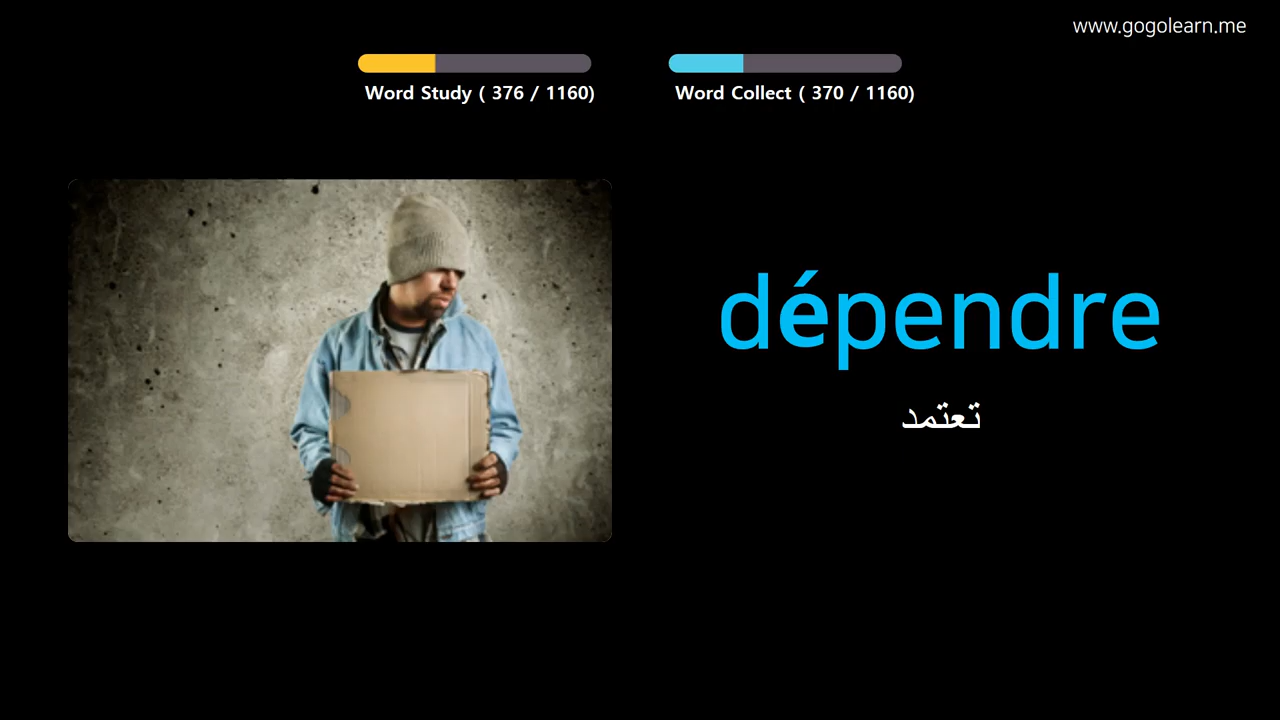 www.gogolearn.me
Word Study ( 376 / 1160)
Word Collect ( 370 / 1160)
dépendre
تعتمد